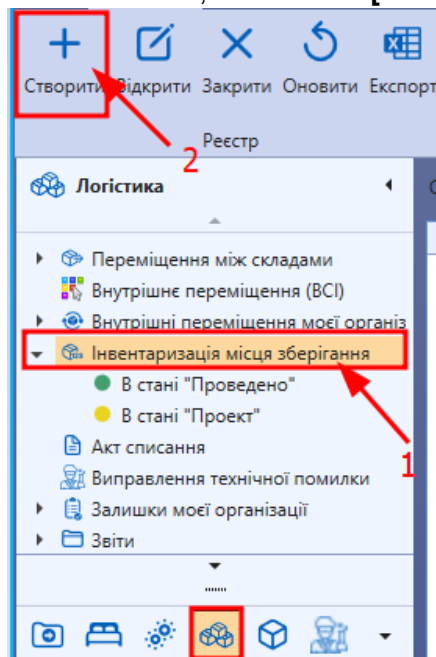 Створити Відкрити Закрити Оновити Експорт
2
Реєстр
Логістика
Переміщення між складами
Внутрішнє переміщення (ВСІ)
Внутрішні переміщення моєї організ
Інвентаризація місця зберігання
В стані "Проведено"
В стані "Проект"
Акт списання
1
Виправлення технічної помилки
Залишки моєї організації
Звіти